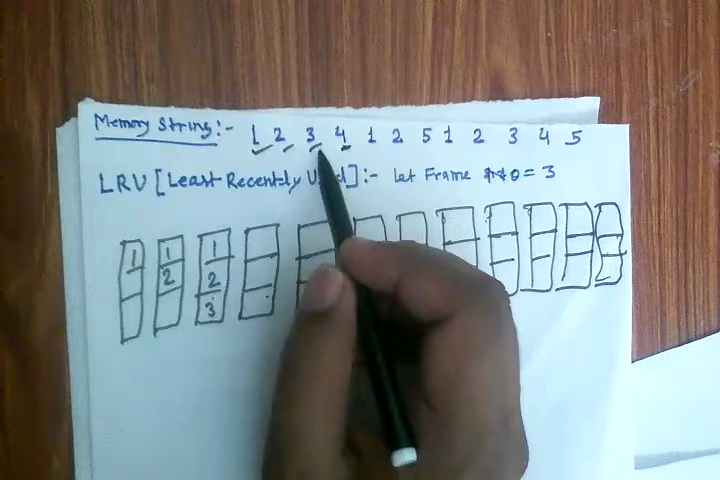 Memory String:- 1 2 3 4 1 2 5 1 2 3 4 5
LRU [Least Recently Used]:- let Frame = 3
1 1 1
2 2
3